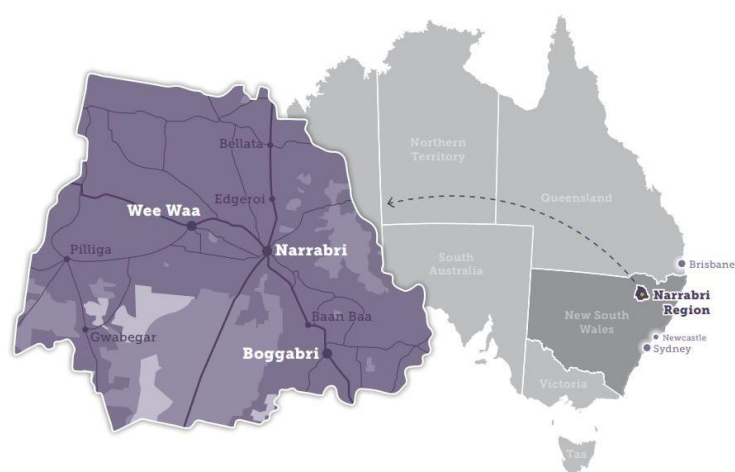 Bellata
Edgeroi
Wee Waa
Narrabri
Pilliga
Baan Baa
Gwabegar
Boggabri
Northern
Territory
Queensland
South
Australia
Brisbane
Narrabri
Region
New South
Wales
Newcastle
Sydney
Victoria
Tas